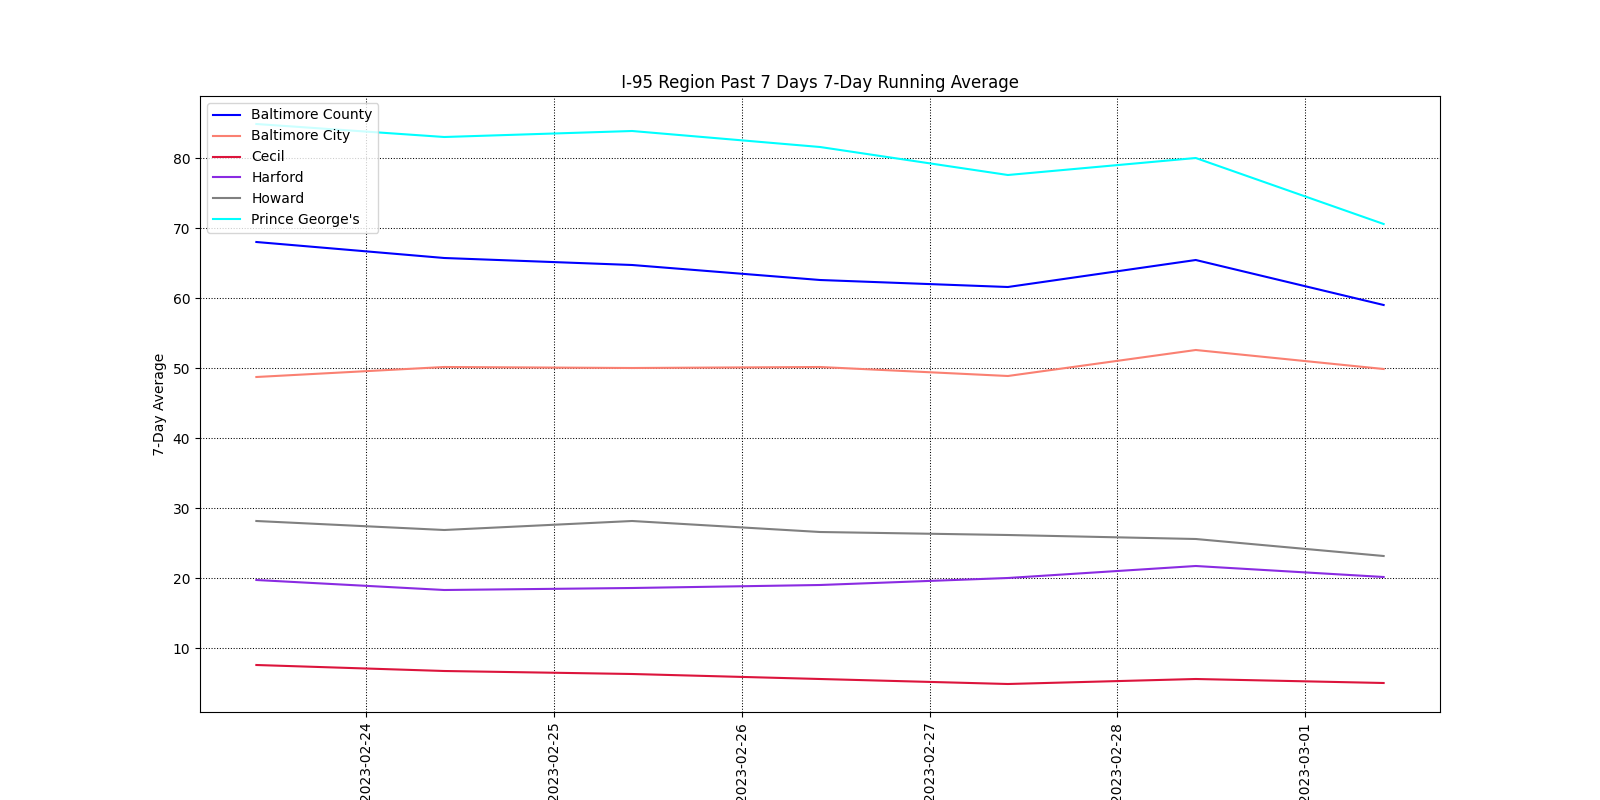 I-95 Region Past 7 Days 7-Day Running Average
Baltimore County
Baltimore City
Cecil
Harford
Howard
Prince George's
80
70
60
50
40
30
20
10
7-Day Average
2023-02-24
2023-02-25
2023-02-26
2023-02-27
2023-02-28
2023-03-01